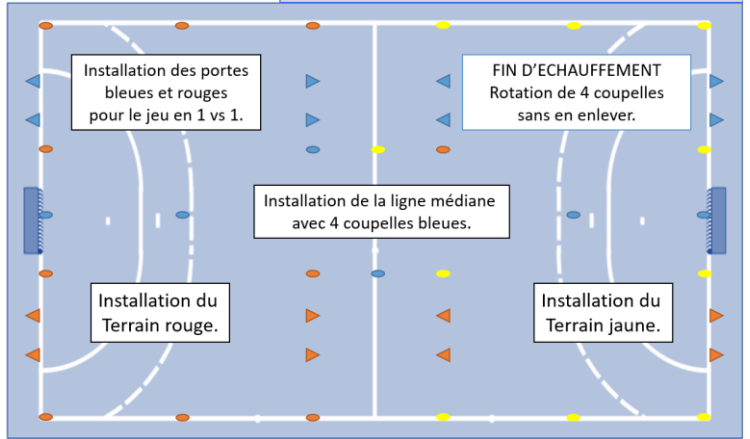 Installation des portes
bleues et rouges
pour le jeu en 1 vs 1.
FIN D'ECHAUFFEMENT
Rotation de 4 coupelles
sans en enlever.
Installation de la ligne médiane
avec 4 coupelles bleues.
Installation du
Terrain rouge.
Installation du
Terrain jaune.